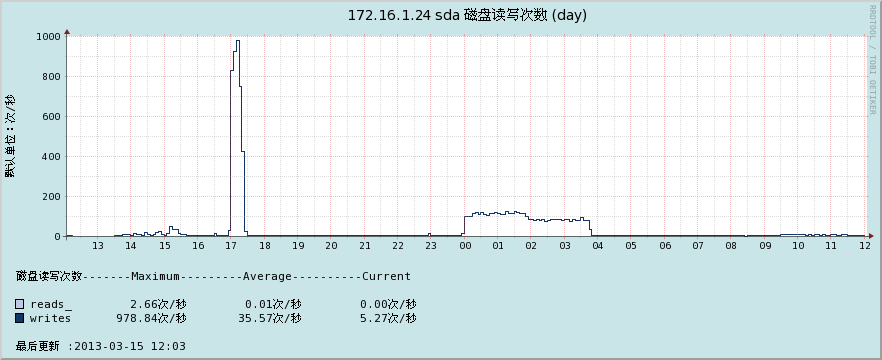 172.16.1.24 sda 磁盘读写次数 (day)
RRDTOOL / TOBI OETIKER
默认单位：次/秒
1000
800
600
400
200
0
13 14 15 16 17 18 19 20 21 22 23 00 01 02 03 04 05 06 07 08 09 10 11 12
磁盘读写次数-------Maximum---------Average----------Current
reads_ 2.66次/秒 0.01次/秒 0.00次/秒
writes 978.84次/秒 35.57次/秒 5.27次/秒
最后更新 :2013-03-15 12:03